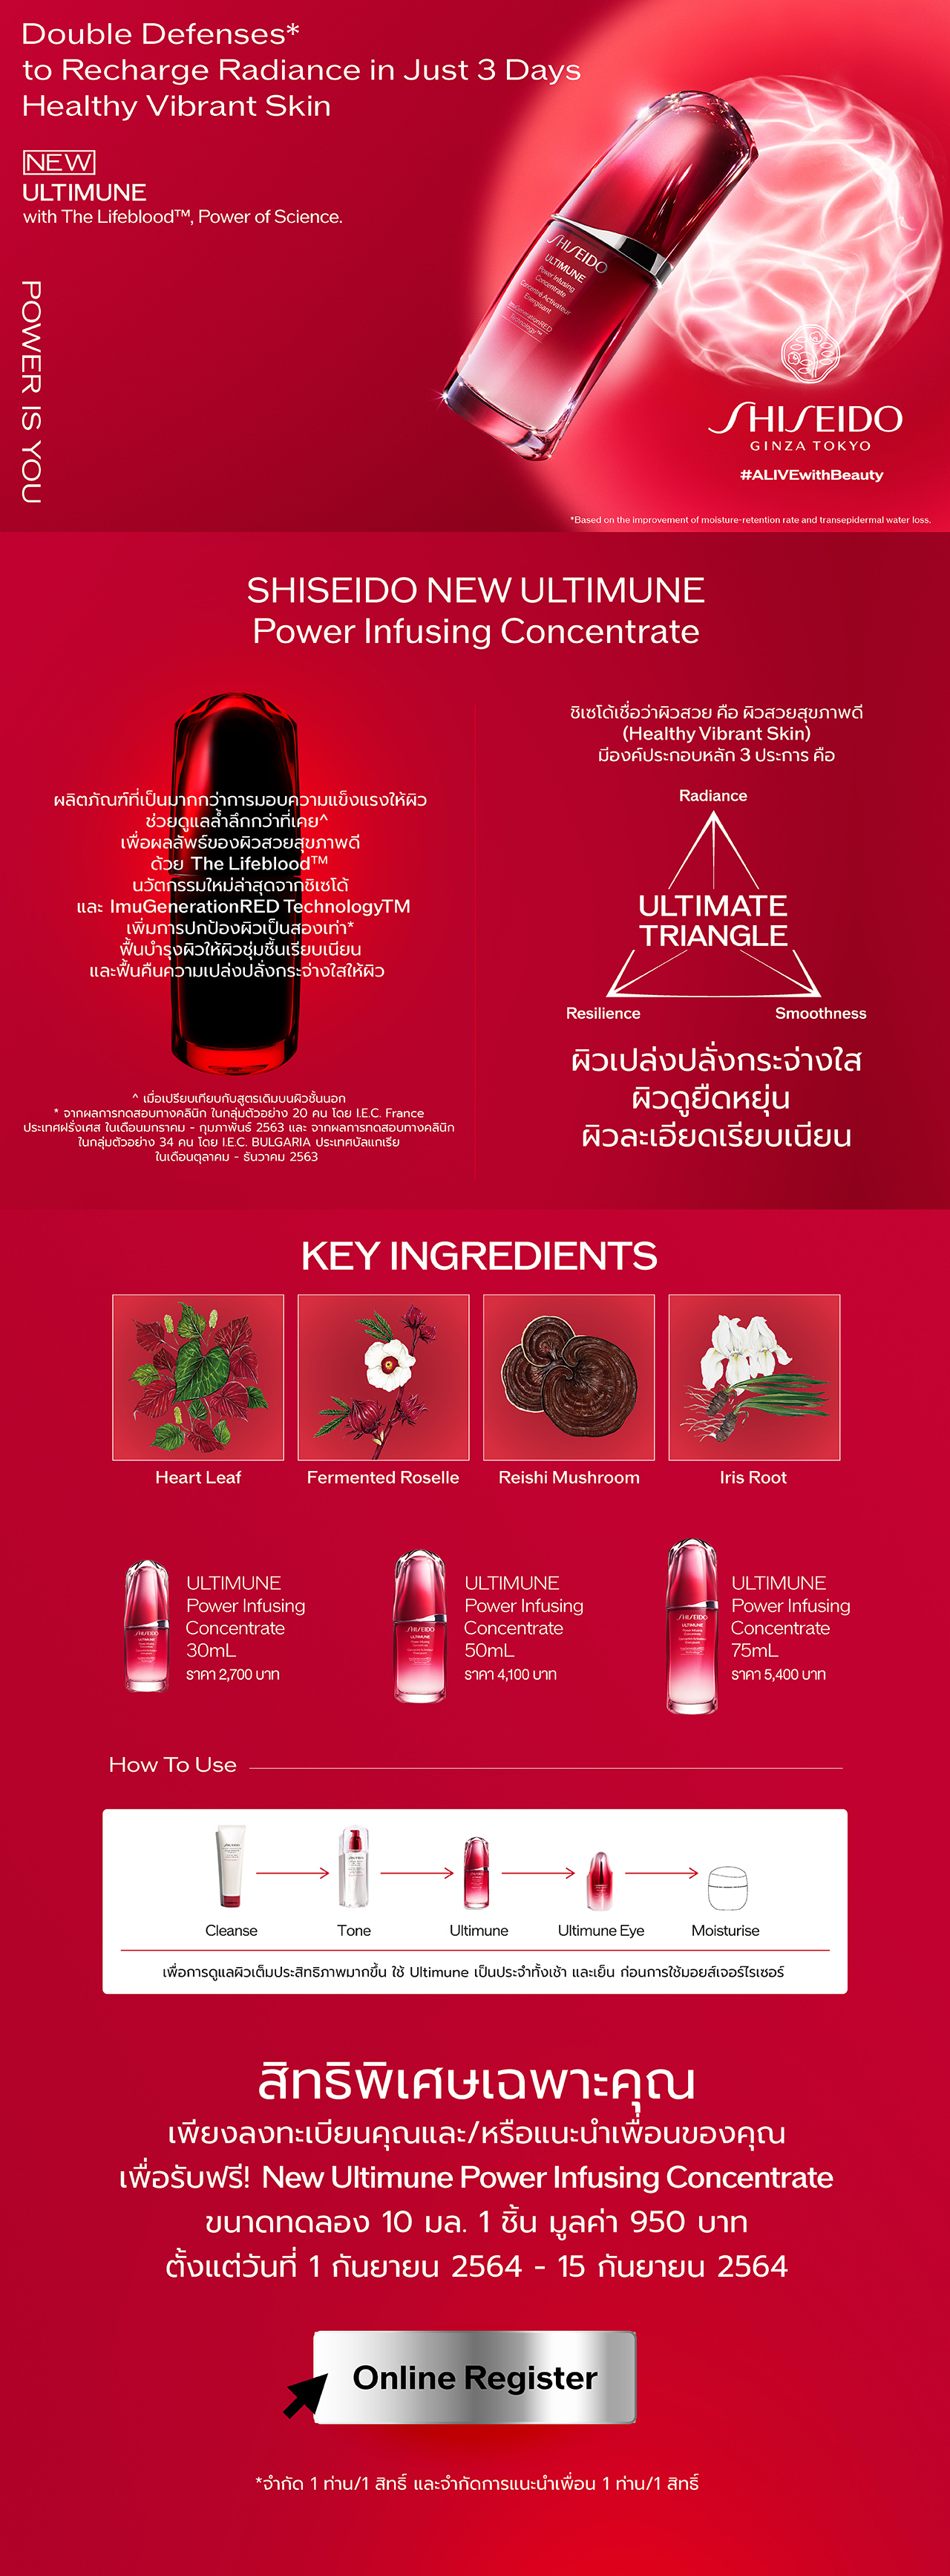 Double Defenses*
to Recharge Radiance in Just 3 Days
Healthy Vibrant Skin
NEW
ULTIMUNE
with The Lifeblood™, Power of Science.
POWER IS YOU
SHISEIDO
ULTIMUNE
Power Infusing
Concentrate
Concentré Activateur
Énergisant
ImuGenerationRED
Technology™
SHISEIDO
GINZA TOKYO
#ALIVEwithBeauty
*Based on the improvement of moisture-retention rate and transepidermal water loss.
SHISEIDO NEW ULTIMUNE
Power Infusing Concentrate
ผลิตภัณฑ์ที่เป็นมากกว่าการมอบความแข็งแรงให้ผิว
ช่วยดูแลล้ำลึกกว่าที่เคย^
เพื่อผลลัพธ์ของผิวสวยสุขภาพดี
ด้วย The Lifeblood™
นวัตกรรมใหม่ล่าสุดจากชิเซโด้
และ ImuGenerationRED TechnologyTM
เพิ่มการปกป้องผิวเป็นสองเท่า*
ฟื้นบำรุงผิวให้ผิวชุ่มชื้นเรียบเนียน
และฟื้นคืนความเปล่งปลั่งกระจ่างใสให้ผิว
^ เมื่อเปรียบเทียบกับสูตรเดิมบนผิวชั้นนอก
* จากผลการทดสอบทางคลินิก ในกลุ่มตัวอย่าง 20 คน โดย I.E.C. France
ประเทศฝรั่งเศส ในเดือนมกราคม - กุมภาพันธ์ 2563 และ จากผลการทดสอบทางคลินิก
ในกลุ่มตัวอย่าง 34 คน โดย I.E.C. BULGARIA ประเทศบัลแกเรีย
ในเดือนตุลาคม - ธันวาคม 2563
ชิเซโด้เชื่อว่าผิวสวย คือ ผิวสวยสุขภาพดี
(Healthy Vibrant Skin)
มีองค์ประกอบหลัก 3 ประการ คือ
Radiance
ULTIMATE
TRIANGLE
Resilience
Smoothness
ผิวเปล่งปลั่งกระจ่างใส
ผิวดูยืดหยุ่น
ผิวละเอียดเรียบเนียน
KEY INGREDIENTS
Heart Leaf
Fermented Roselle
Reishi Mushroom
Iris Root
SHISEIDO
ULTIMUNE
ULTIMUNE
Power Infusing
Concentrate
30mL
ราคา 2,700 บาท
SHISEIDO
ULTIMUNE
ULTIMUNE
Power Infusing
Concentrate
50mL
ราคา 4,100 บาท
SHISEIDO
ULTIMUNE
ULTIMUNE
Power Infusing
Concentrate
75mL
ราคา 5,400 บาท
How To Use
Cleanse
Tone
Ultimune
Ultimune Eye
Moisturise
เพื่อการดูแลผิวเต็มประสิทธิภาพมากขึ้น ใช้ Ultimune เป็นประจำทั้งเช้า และเย็น ก่อนการใช้มอยส์เจอร์ไรเซอร์
สิทธิพิเศษเฉพาะคุณ
เพียงลงทะเบียนคุณและ/หรือแนะนำเพื่อนของคุณ
เพื่อรับฟรี! New Ultimune Power Infusing Concentrate
ขนาดทดลอง 10 มล. 1 ชิ้น มูลค่า 950 บาท
ตั้งแต่วันที่ 1 กันยายน 2564 - 15 กันยายน 2564
Online Register
*จำกัด 1 ท่าน/1 สิทธิ์ และจำกัดการแนะนำเพื่อน 1 ท่าน/1 สิทธิ์